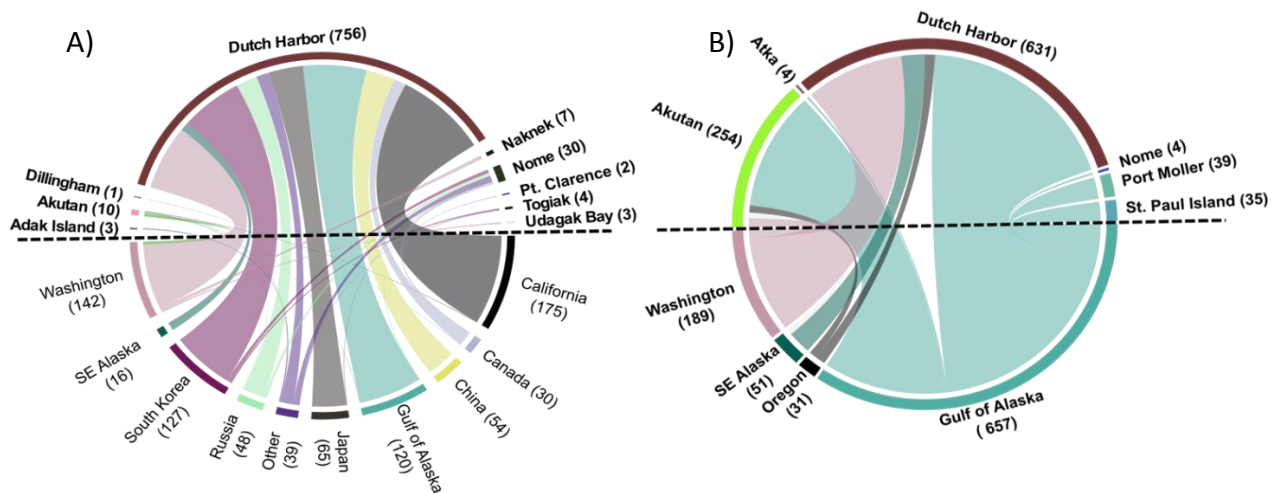 A)
Dutch Harbor (756)
Naknek (7)
Nome (30)
Pt. Clarence (2)
Togiak (4)
Udagak Bay (3)
Dillingham (1)
Akutan (10)
Adak Island (3)
Washington
(142)
SE Alaska
(16)
South Korea
(127)
Russia
(48)
Other
(39)
Japan
(65)
Gulf of Alaska
(120)
China (54)
Canada (30)
California
(175)
B)
Dutch Harbor (631)
Atka (4)
Akutan (254)
Nome (4)
Port Moller (39)
St. Paul Island (35)
Washington
(189)
SE Alaska
(51)
Oregon
(31)
Gulf of Alaska
( 657)